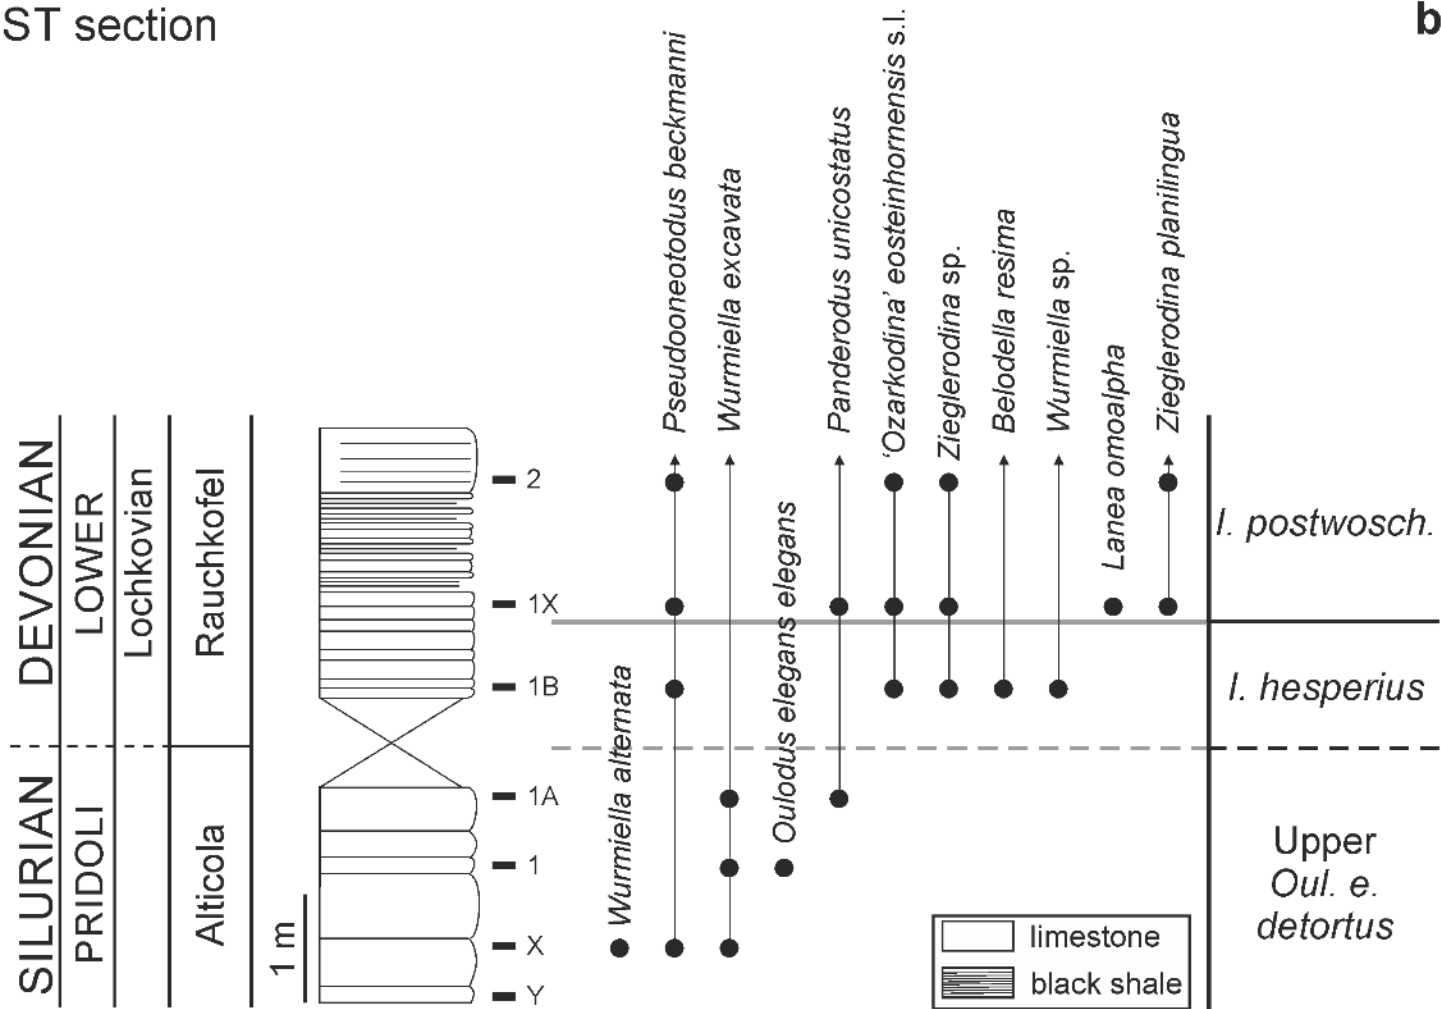 ST section
b
DEVONIAN
LOWER
Lochkovian
Rauchkofel
SILURIAN
PRIDOLI
Alticola
1 m
2
1X
1B
1A
1
X
Y
Wurmiella alternata
Pseudooneotodus beckmanni
Wurmiella excavata
Oulodus elegans elegans
Panderodus unicostatus
‘Ozarkodina’ eosteinhornensis s.l.
Zieglerodina sp.
Belodella resima
Wurmiella sp.
Lanea omoalpha
Zieglerodina planilingua
I. postwosch.
I. hesperius
Upper
Oul. e.
detortus
limestone
black shale